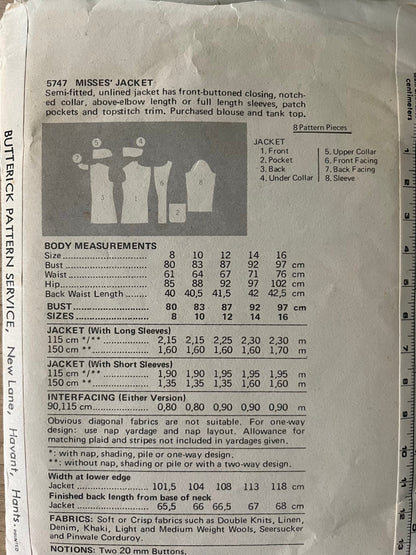 5747 MISSES' JACKET
Semi-fitted, unlined jacket has front-buttoned closing, notch-
ed collar, above-elbow length or full length sleeves, patch
pockets and topstitch trim. Purchased blouse and tank top.
8 Pattern Pieces
JACKET
1. Front
2. Pocket
3. Back
4. Under Collar
5. Upper Collar
6. Front Facing
7. Back Facing
8. Sleeve
BODY MEASUREMENTS
Size 8 10 12 14 16
Bust 80 83 87 92 97 cm
Waist 61 64 67 71 76 cm
Hip 85 88 92 97 102 cm
Back Waist Length 40 40,5 41,5 42 42,5 cm
BUST 80 83 87 92 97 cm
SIZES 8 10 12 14 16
JACKET (With Long Sleeves)
115 cm */** 2,15 2,15 2,25 2,30 2,30 m
150 cm ** 1,60 1,60 1,60 1,60 1,70 m
JACKET (With Short Sleeves)
115 cm */** 1,90 1,90 1,95 1,95 1,95 m
150 cm ** 1,35 1,35 1,35 1,60 1,60 m
INTERFACING (Either Version)
90,115 cm 0,80 0,80 0,90 0,90 0,90 m
Obvious diagonal fabrics are not suitable. For one-way
design: use nap yardage and nap layout. Allowance for
matching plaid and stripes not included in yardages given.
*: with nap, shading, pile or one-way design.
**: without nap, shading or pile or with a two-way design.
Width at lower edge
Jacket 101,5 104 108 113 118 cm
Finished back length from base of neck
Jacket 65,5 66 66,5 67 68 cm
FABRICS: Soft or Crisp fabrics such as Double Knits, Linen,
Denim, Khaki, Light and Medium Weight Wools, Seersucker
and Pinwale Corduroy.
NOTIONS: Two 20 mm Buttons.
BUTTERICK PATTERN SERVICE, New Lane, Havant, Hants.
centimeters